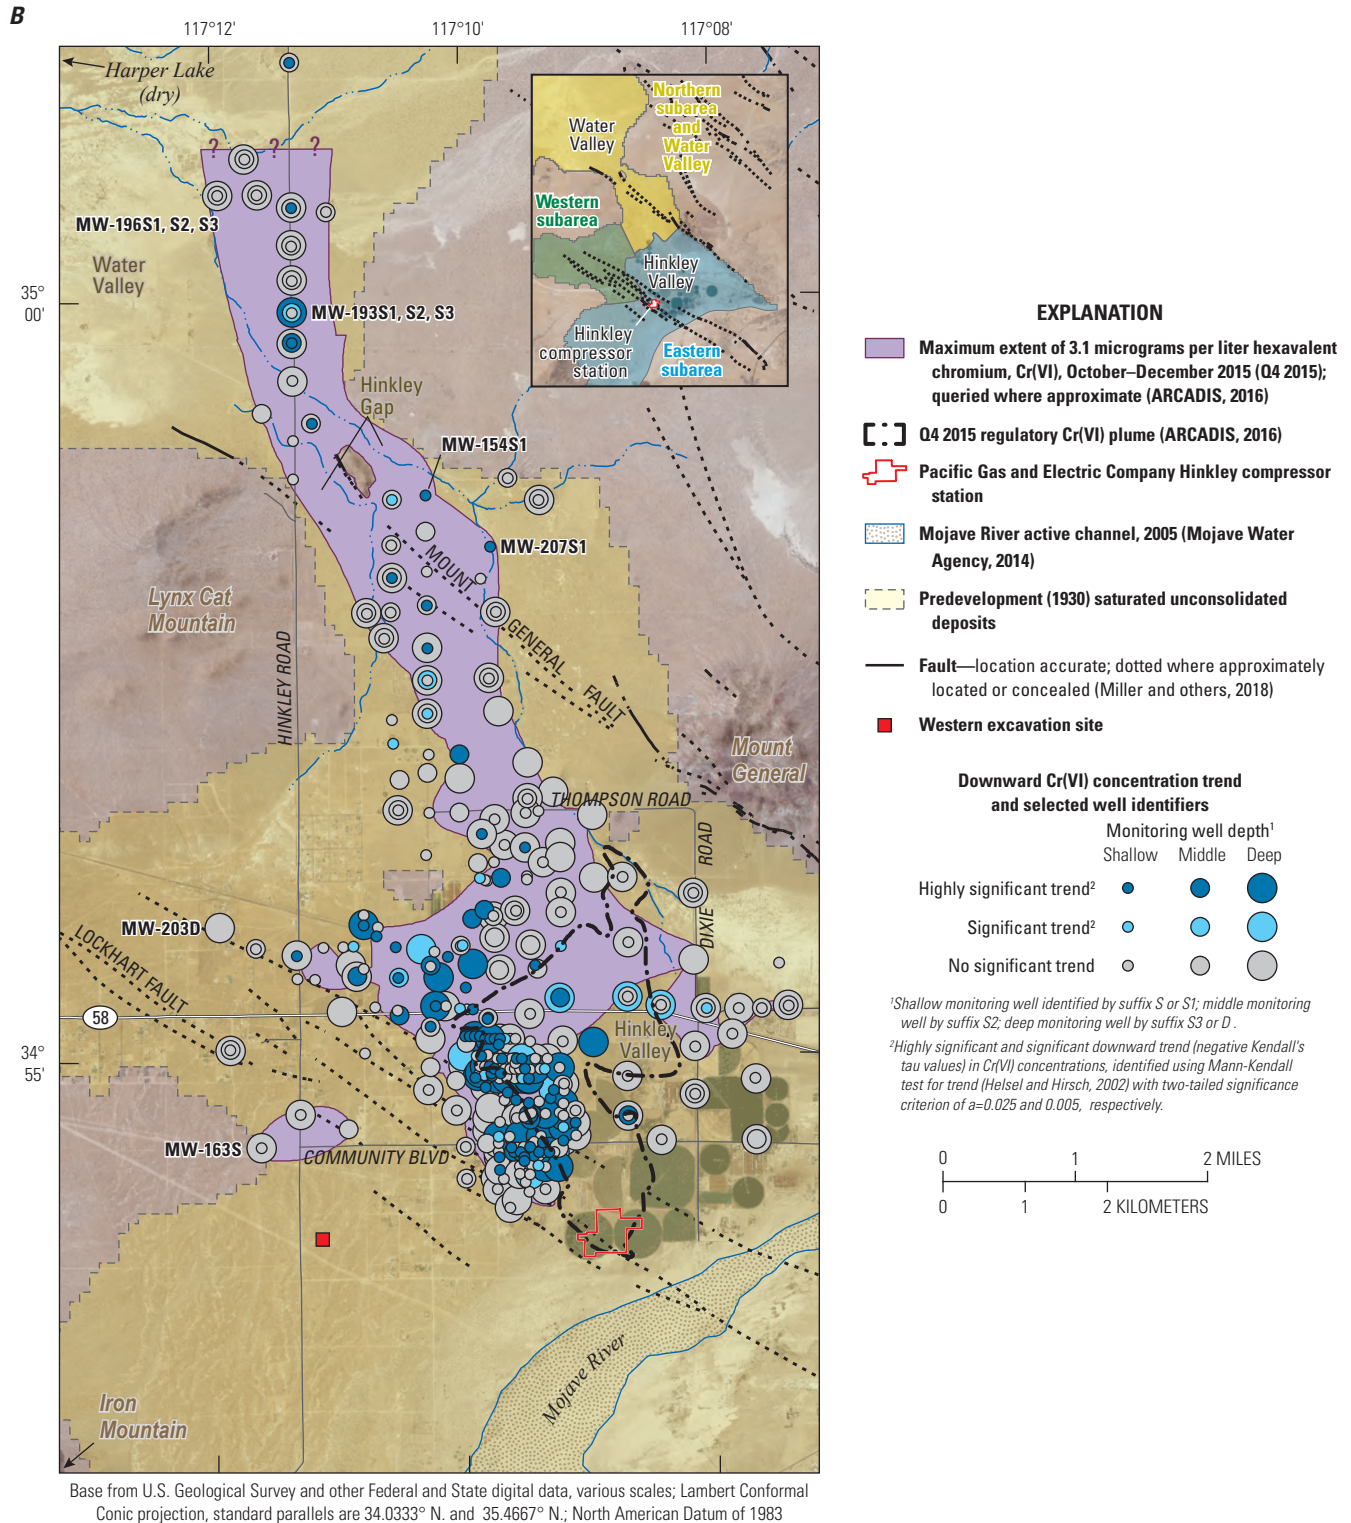 B
117°12'
117°10'
117°08'
Harper Lake
(dry)
? ? ?
MW-196S1, S2, S3
Water
Valley
35°
00'
MW-193S1, S2, S3
Hinkley
Gap
MW-154S1
MW-207S1
MOUNT GENERAL FAULT
Lynx Cat
Mountain
HINKLEY ROAD
Mount
General
THOMPSON ROAD
DIXIE ROAD
MW-203D
LOCKHART FAULT
58
Hinkley
Valley
34°
55'
MW-163S
COMMUNITY BLVD
Mojave River
Iron
Mountain
Northern
subarea
and
Water
Valley
Water
Valley
Western
subarea
Hinkley
Valley
Hinkley
compressor
station
Eastern
subarea
EXPLANATION
Maximum extent of 3.1 micrograms per liter hexavalent
chromium, Cr(VI), October–December 2015 (Q4 2015);
queried where approximate (ARCADIS, 2016)
Q4 2015 regulatory Cr(VI) plume (ARCADIS, 2016)
Pacific Gas and Electric Company Hinkley compressor
station
Mojave River active channel, 2005 (Mojave Water
Agency, 2014)
Predevelopment (1930) saturated unconsolidated
deposits
Fault—location accurate; dotted where approximately
located or concealed (Miller and others, 2018)
Western excavation site
Downward Cr(VI) concentration trend
and selected well identifiers
Monitoring well depth1
Shallow Middle Deep
Highly significant trend2
Significant trend2
No significant trend
1Shallow monitoring well identified by suffix S or S1; middle monitoring
well by suffix S2; deep monitoring well by suffix S3 or D .
2Highly significant and significant downward trend (negative Kendall's
tau values) in Cr(VI) concentrations, identified using Mann-Kendall
test for trend (Helsel and Hirsch, 2002) with two-tailed significance
criterion of a=0.025 and 0.005, respectively.
0 1 2 MILES
0 1 2 KILOMETERS
Base from U.S. Geological Survey and other Federal and State digital data, various scales; Lambert Conformal
Conic projection, standard parallels are 34.0333° N. and 35.4667° N.; North American Datum of 1983